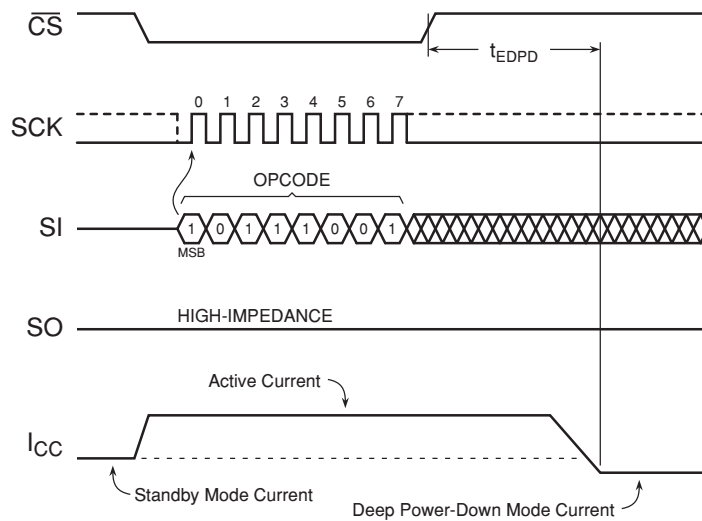 CS
tEDPD
0 1 2 3 4 5 6 7
SCK
OPCODE
SI
1 0 1 1 1 0 0 1
MSB
HIGH-IMPEDANCE
SO
Active Current
ICC
Standby Mode Current
Deep Power-Down Mode Current